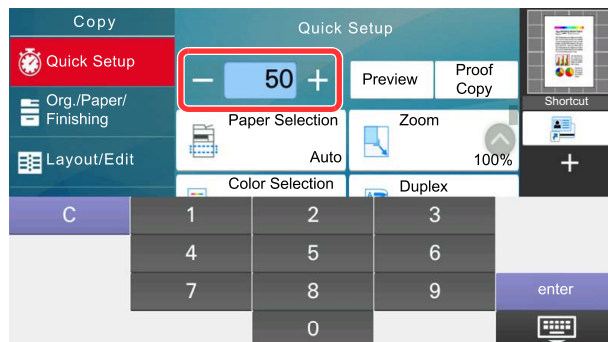 Copy
Quick Setup
Quick Setup
Org./Paper/
Finishing
Layout/Edit
− 50 +
Preview
Proof
Copy
Paper Selection
Auto
Zoom
100%
Color Selection
Duplex
Shortcut
+
C 1 2 3
4 5 6
7 8 9 enter
0